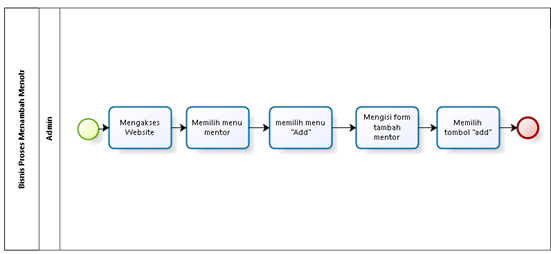 Bisnis Proses Menambah Menotr
Admin
Mengakses
Website
Memilih menu
mentor
memilih menu
"Add"
Mengisi form
tambah
mentor
Memilih
tombol "add"